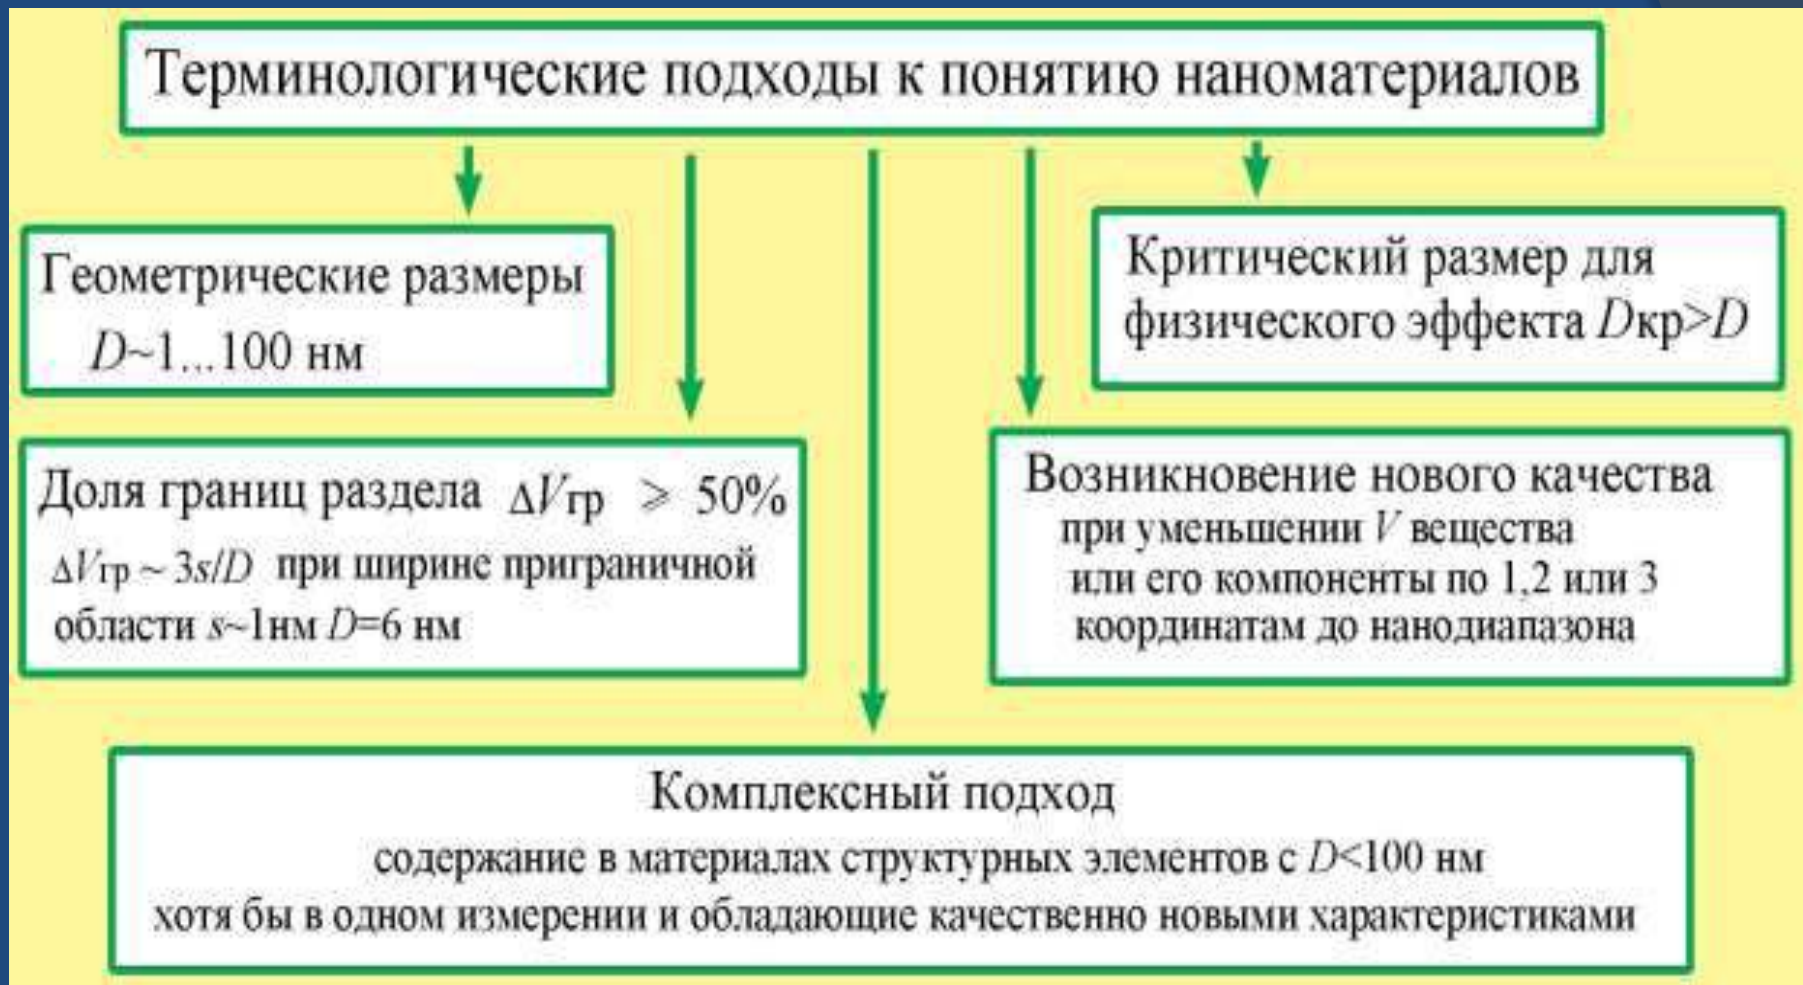 Терминологические подходы к понятию наноматериалов
Геометрические размеры
D~1...100 нм
Критический размер для
физического эффекта Dкр>D
Доля границ раздела ΔVгр ⩾ 50%
ΔVгр ~ 3s/D при ширине приграничной
области s~1нм D=6 нм
Возникновение нового качества
при уменьшении V вещества
или его компоненты по 1,2 или 3
координатам до нанодиапазона
Комплексный подход
содержание в материалах структурных элементов с D<100 нм
хотя бы в одном измерении и обладающие качественно новыми характеристиками